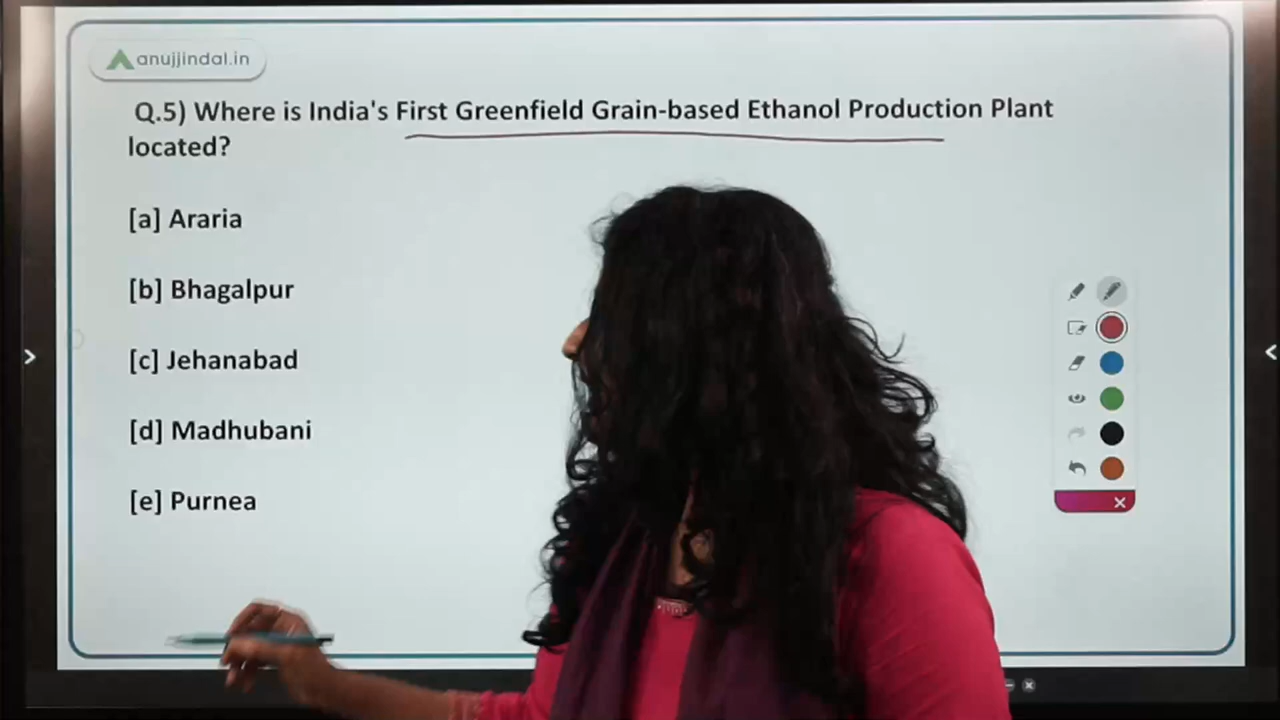 anujjindal.in
Q.5) Where is India's First Greenfield Grain-based Ethanol Production Plant
located?
[a] Araria
[b] Bhagalpur
[c] Jehanabad
[d] Madhubani
[e] Purnea